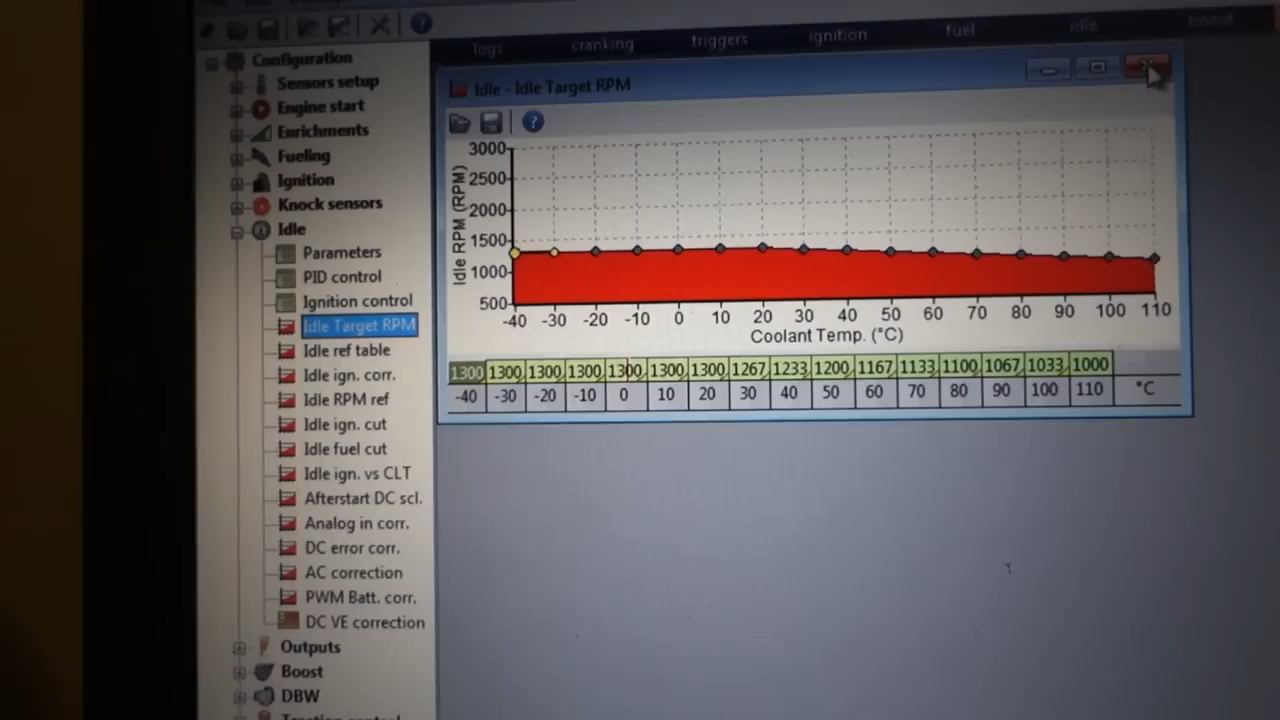 logs cranking triggers ignition fuel idle boost
Configuration
Sensors setup
Engine start
Enrichments
Fueling
Ignition
Knock sensors
Idle
Parameters
PID control
Ignition control
Idle Target RPM
Idle ref table
Idle ign. corr.
Idle RPM ref
Idle ign. cut
Idle fuel cut
Idle ign. vs CLT
Afterstart DC scl.
Analog in corr.
DC error corr.
AC correction
PWM Batt. corr.
DC VE correction
Outputs
Boost
DBW
Idle - Idle Target RPM
Idle RPM (RPM)
3000
2500
2000
1500
1000
500
-40 -30 -20 -10 0 10 20 30 40 50 60 70 80 90 100 110
Coolant Temp. (°C)
1300 1300 1300 1300 1300 1300 1300 1267 1233 1200 1167 1133 1100 1067 1033 1000
-40 -30 -20 -10 0 10 20 30 40 50 60 70 80 90 100 110 °C